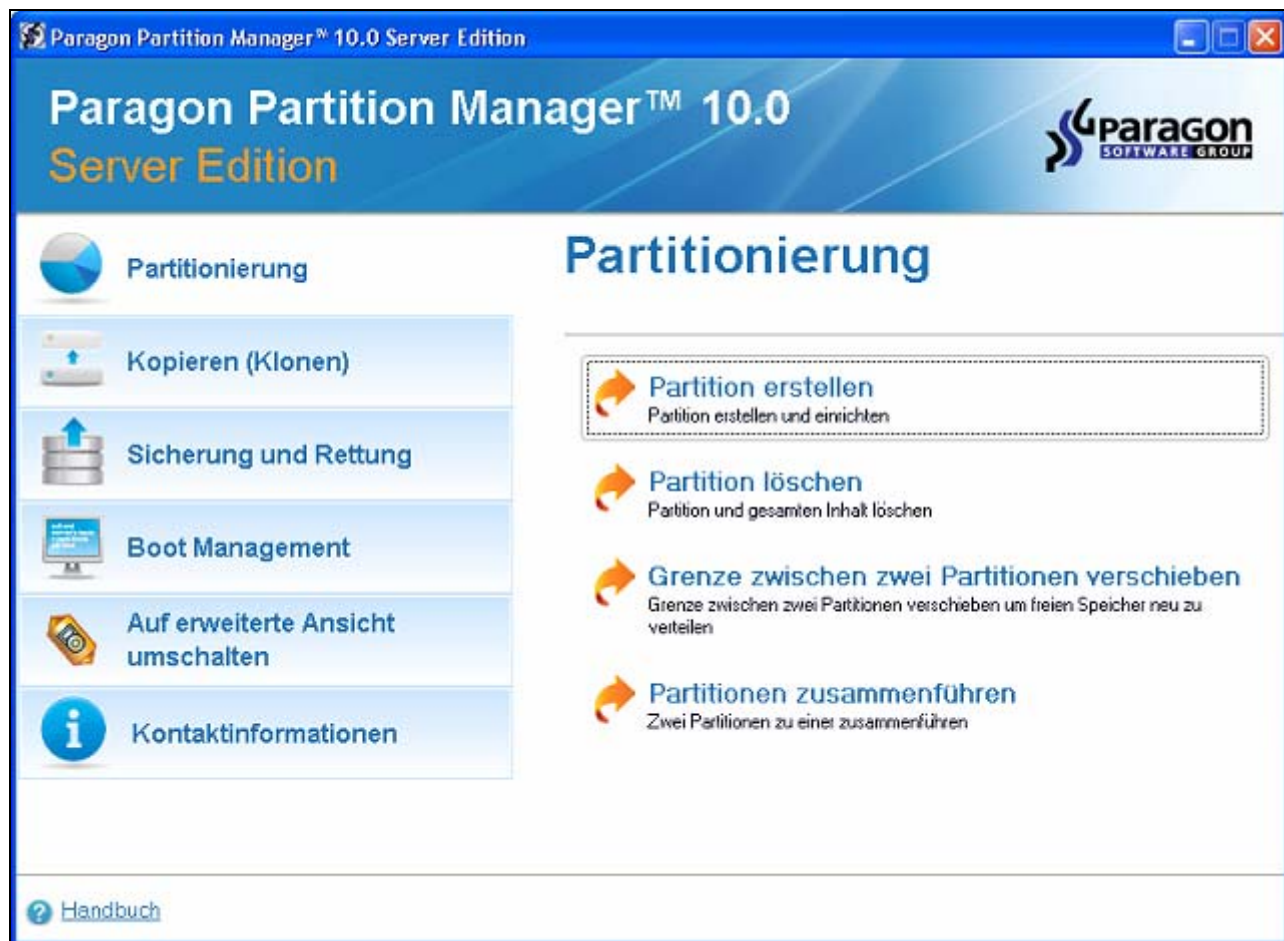 Paragon Partition Manager™ 10.0 Server Edition
Paragon Partition Manager™ 10.0
Server Edition
Paragon
SOFTWARE GROUP
Partitionierung
Kopieren (Klonen)
Sicherung und Rettung
Boot Management
Auf erweiterte Ansicht
umschalten
Kontaktinformationen
Partitionierung
Partition erstellen
Partition erstellen und einrichten
Partition löschen
Partition und gesamten Inhalt löschen
Grenze zwischen zwei Partitionen verschieben
Grenze zwischen zwei Partitionen verschieben um freien Speicher neu zu
verteilen
Partitionen zusammenführen
Zwei Partitionen zu einer zusammenführen
Handbuch